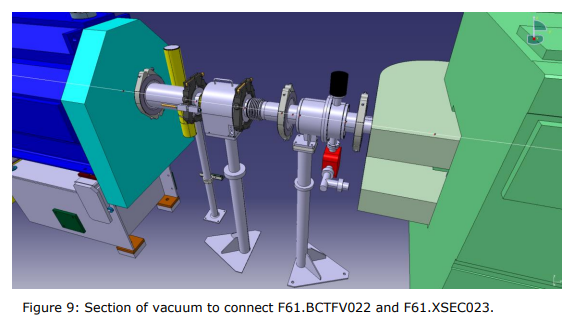 Figure 9: Section of vacuum to connect F61.BCTFV022 and F61.XSEC023.